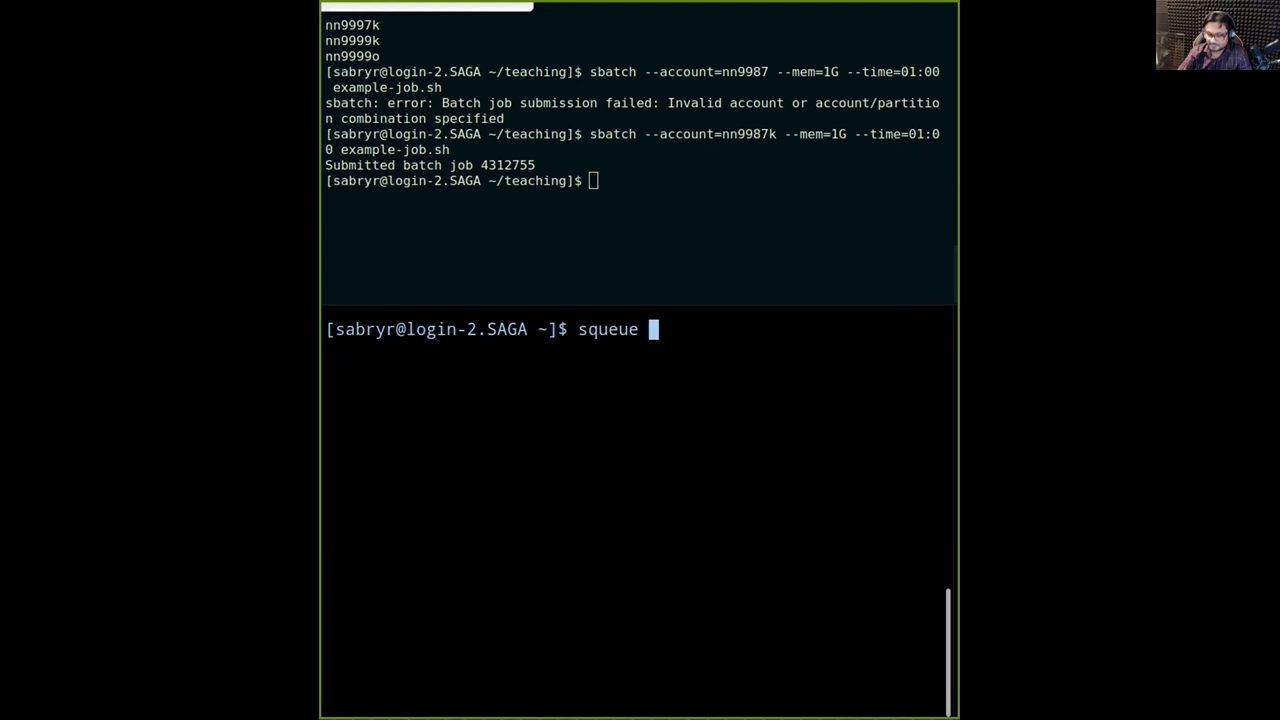 nn9997k
nn9999k
nn9999o
[sabryr@login-2.SAGA ~/teaching]$ sbatch --account=nn9987 --mem=1G --time=01:00
example-job.sh
sbatch: error: Batch job submission failed: Invalid account or account/partitio
n combination specified
[sabryr@login-2.SAGA ~/teaching]$ sbatch --account=nn9987k --mem=1G --time=01:0
0 example-job.sh
Submitted batch job 4312755
[sabryr@login-2.SAGA ~/teaching]$
[sabryr@login-2.SAGA ~]$ squeue